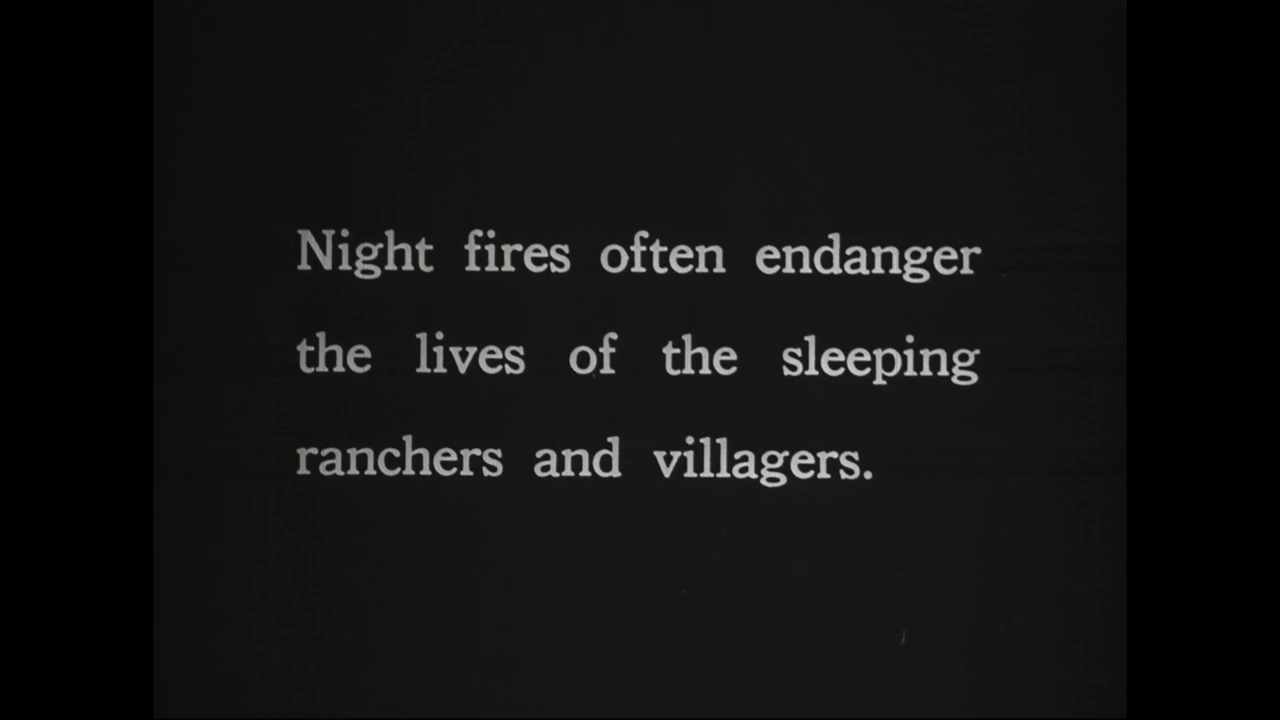 Night fires often endanger
the lives of the sleeping
ranchers and villagers.